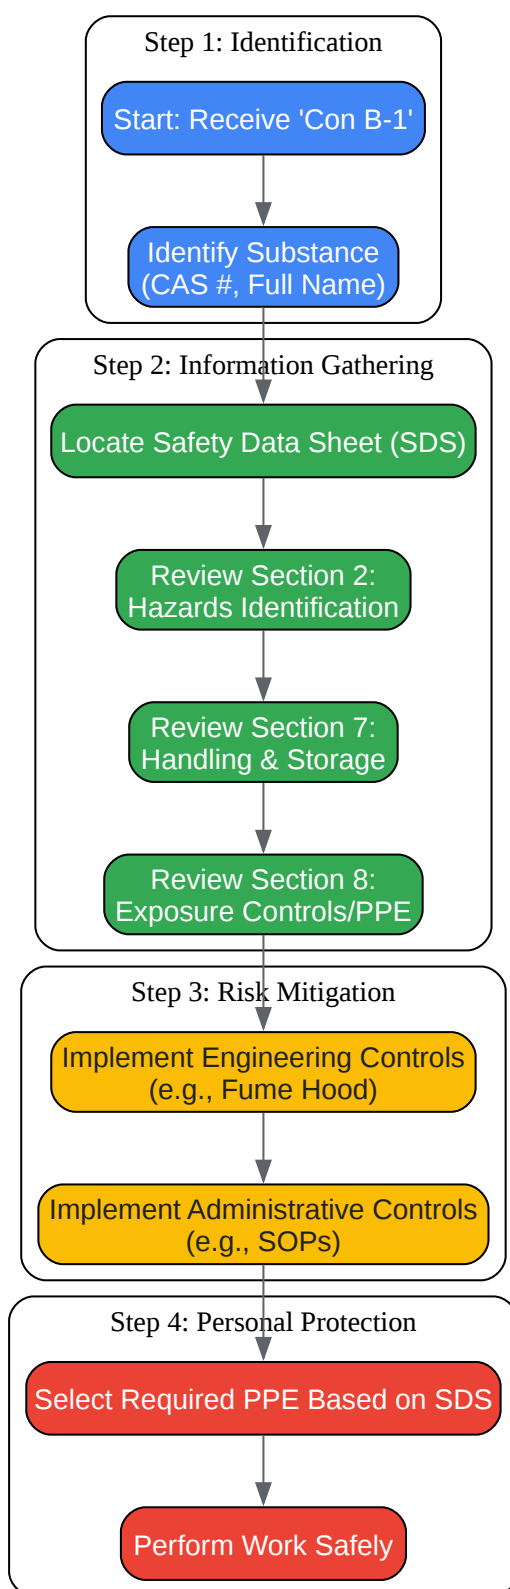 Step 1: Identification
Start: Receive 'Con B-1'
Identify Substance
(CAS #, Full Name)
Step 2: Information Gathering
Locate Safety Data Sheet (SDS)
Review Section 2:
Hazards Identification
Review Section 7:
Handling & Storage
Review Section 8:
Exposure Controls/PPE
Step 3: Risk Mitigation
Implement Engineering Controls
(e.g., Fume Hood)
Implement Administrative Controls
(e.g., SOPs)
Step 4: Personal Protection
Select Required PPE Based on SDS
Perform Work Safely